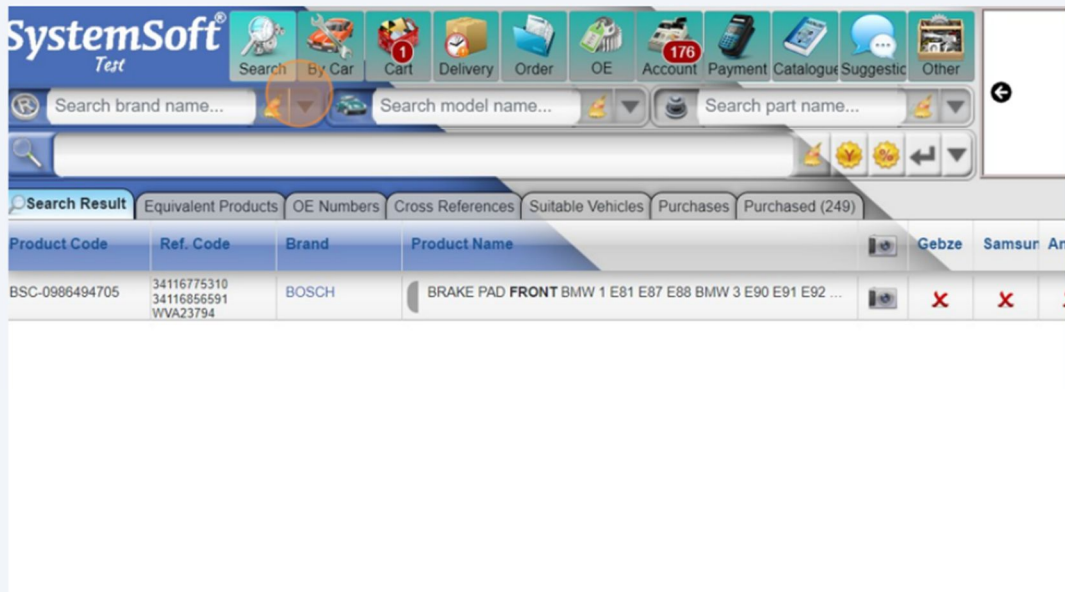 SystemSoft®
Test
Search By Car Cart 1 Delivery Order OE Account 176 Payment Catalogue Suggestic Other
Search brand name... Search model name... Search part name...
Search Result Equivalent Products OE Numbers Cross References Suitable Vehicles Purchases Purchased (249)
Product Code Ref. Code Brand Product Name Gebze Samsun
BSC-0986494705 34116775310 BOSCH BRAKE PAD FRONT BMW 1 E81 E87 E88 BMW 3 E90 E91 E92 ...
34116856591
WVA23794